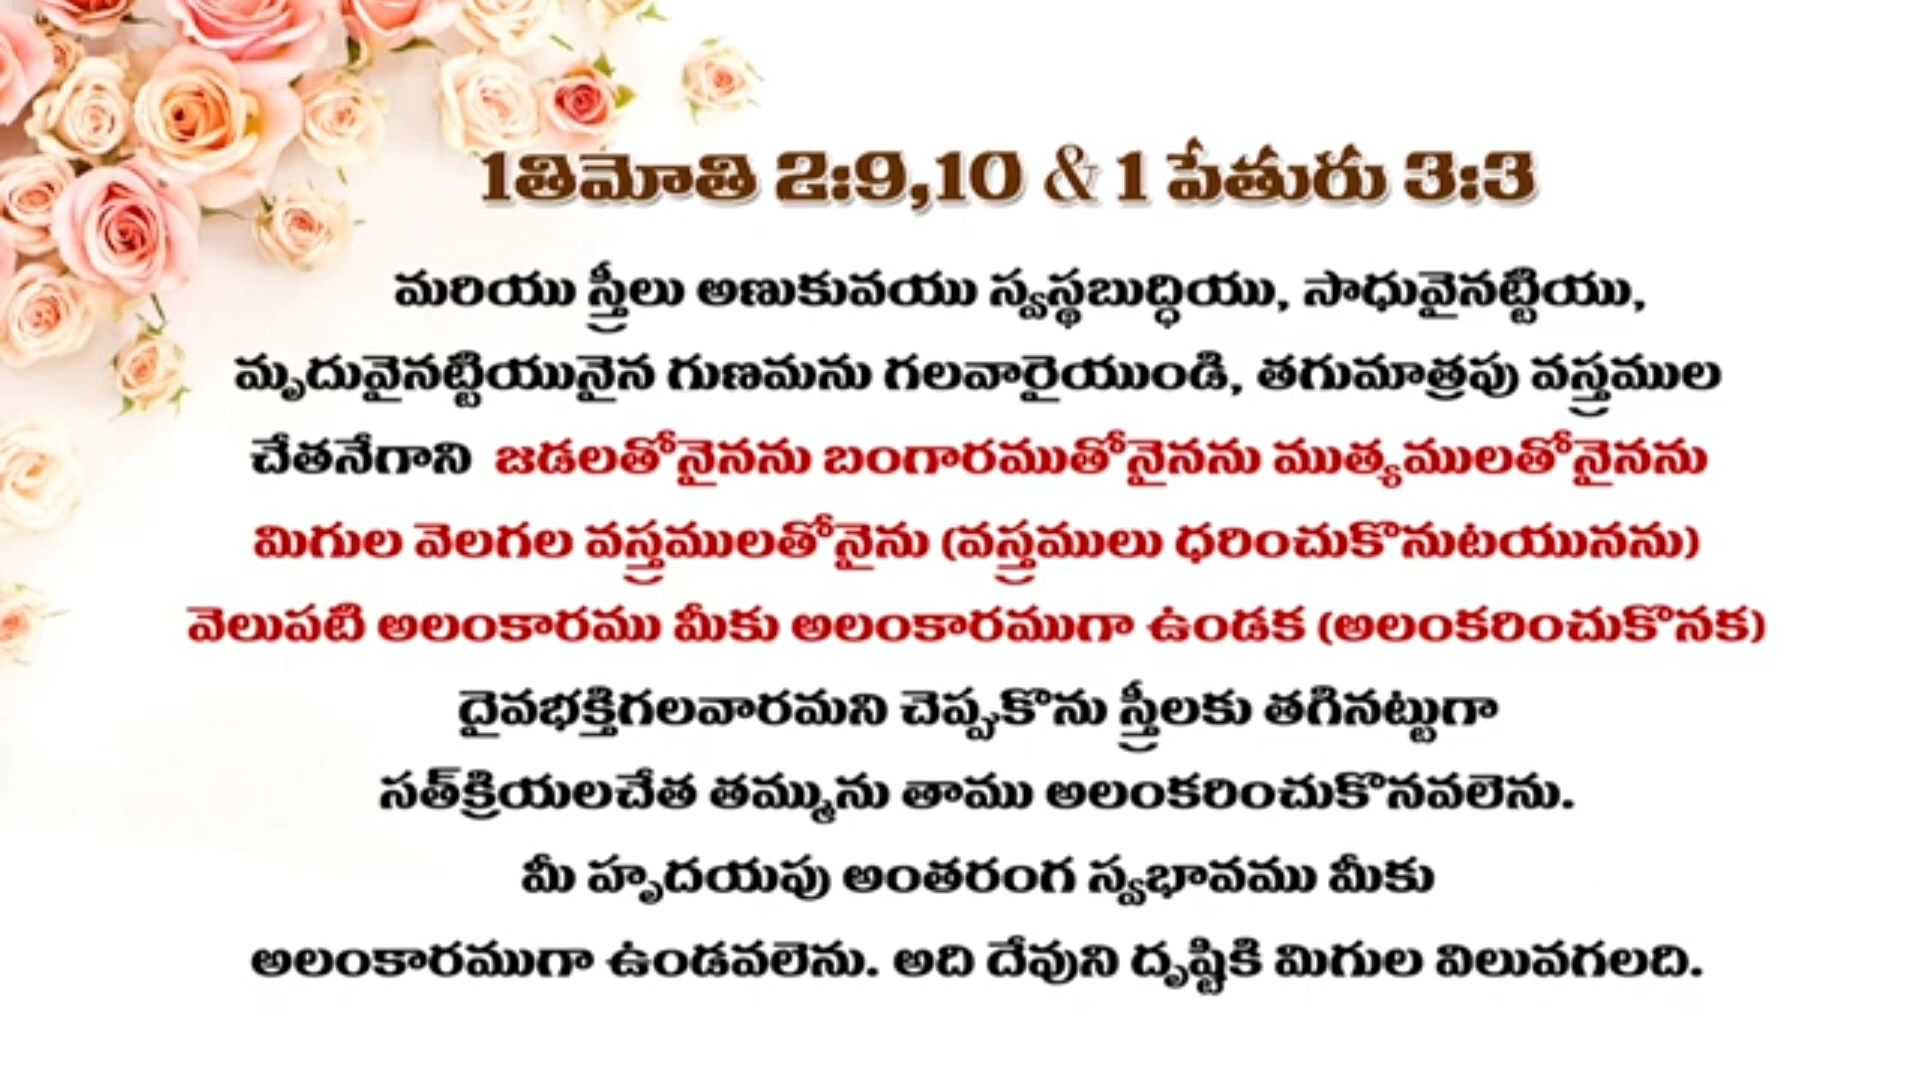 1తిమోతి 2:9,10 & 1 పేతురు 3:3
మరియు స్త్రీలు అణుకువయు స్వస్థబుద్ధియు, సాధువైనట్టియు,
మృదువైనట్టియునైన గుణమను గలవారైయుండి, తగుమాత్రపు వస్త్రముల
చేతనేగాని జడలతోనైనను బంగారముతోనైనను ముత్యములతోనైనను
మిగుల వెలగల వస్త్రములతోనైను (వస్త్రములు ధరించుకొనుటయునను)
వెలుపటి అలంకారము మీకు అలంకారముగా ఉండక (అలంకరించుకొనక)
దైవభక్తిగలవారమని చెప్పుకొను స్త్రీలకు తగినట్టుగా
సత్‌క్రియలచేత తమ్మును తాము అలంకరించుకొనవలెను.
మీ హృదయపు అంతరంగ స్వభావము మీకు
అలంకారముగా ఉండవలెను. అది దేవుని దృష్టికి మిగుల విలువగలది.